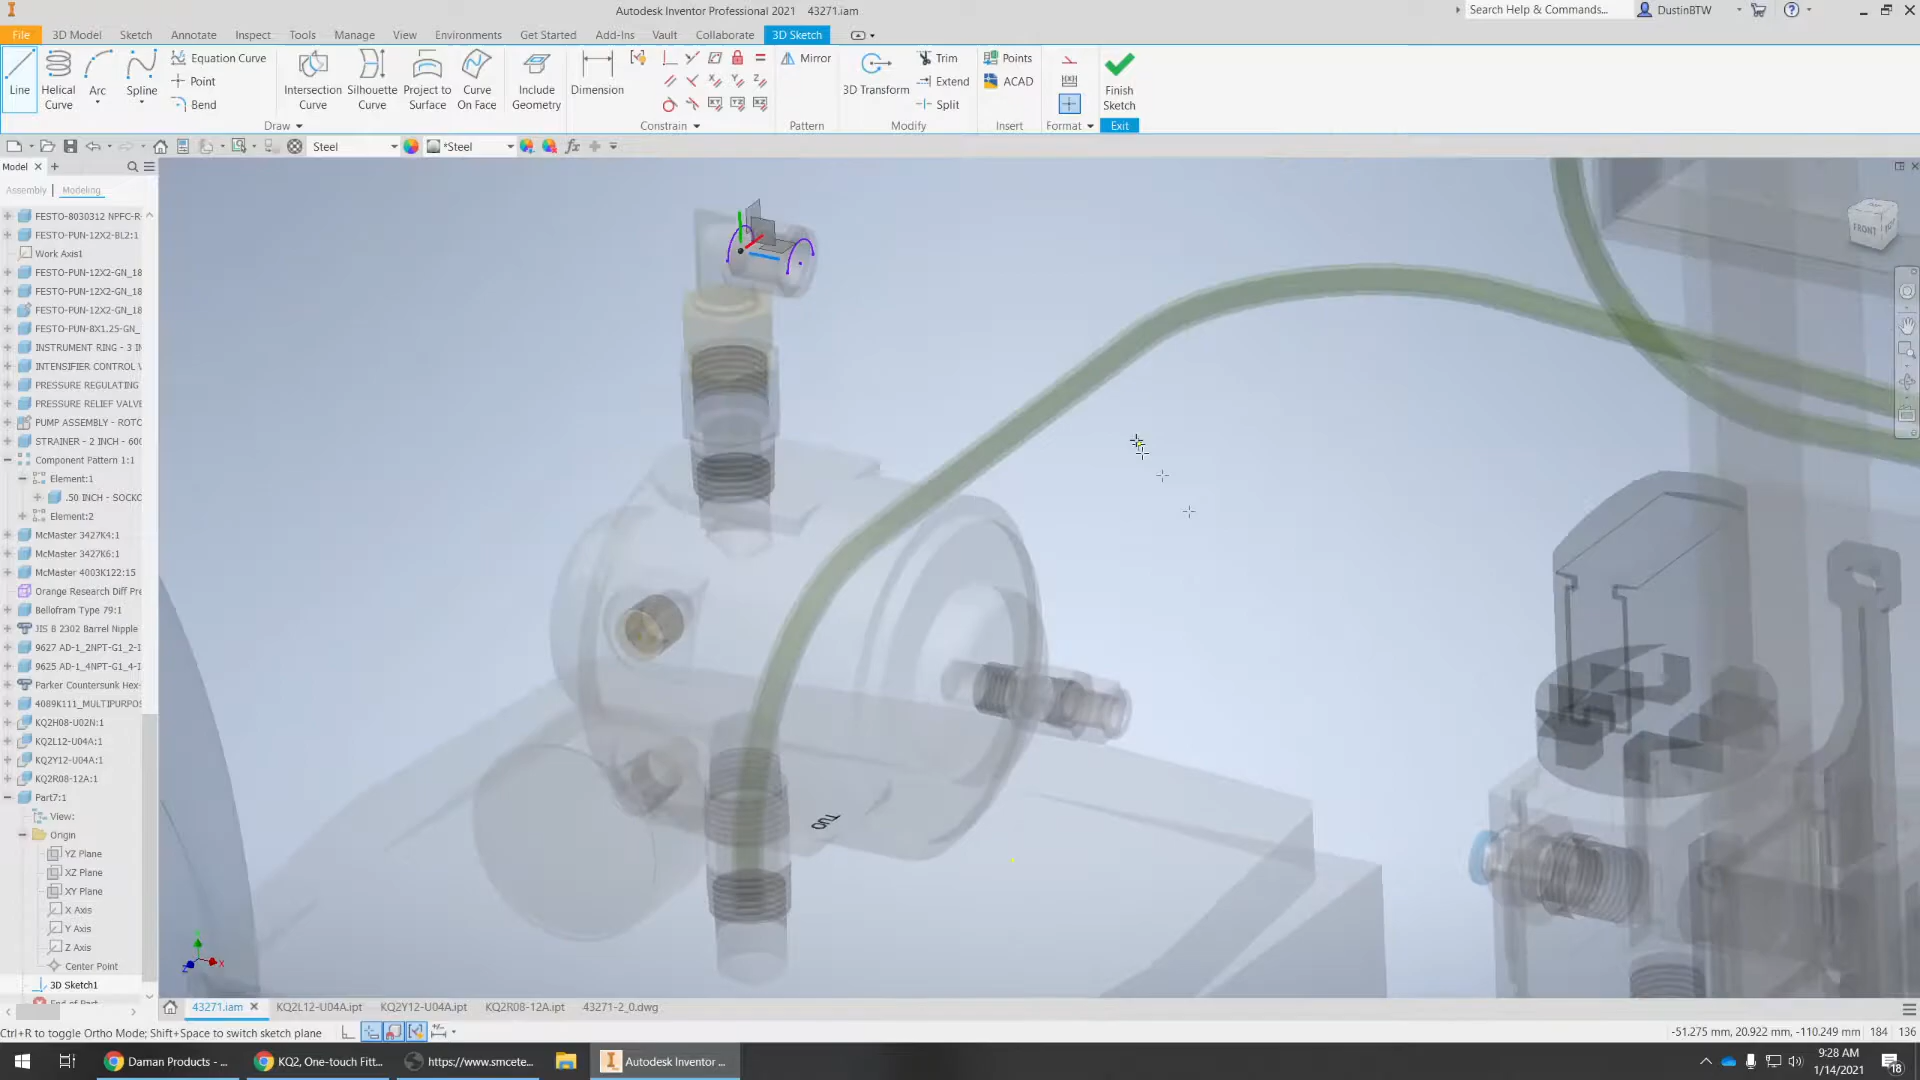 Autodesk Inventor Professional 2021 43271.iam
Search Help & Commands...
DustinBTW
File 3D Model Sketch Annotate Inspect Tools Manage View Environments Get Started Add-Ins Vault Collaborate 3D Sketch
Line
Helical Curve
Arc
Spline
Equation Curve
Point
Bend
Intersection Curve
Silhouette Curve
Project to Surface
Curve On Face
Include Geometry
Dimension
Mirror
3D Transform
Trim
Extend
Split
Points
ACAD
Finish Sketch
Draw
Constrain
Pattern
Modify
Insert
Format
Exit
Steel
*Steel
fx
Model
Assembly | Modeling
FESTO-8030312 NPFC-R-
FESTO-PUN-12X2-BL2:1
Work Axis1
FESTO-PUN-12X2-GN_18
FESTO-PUN-12X2-GN_18
FESTO-PUN-12X2-GN_18
FESTO-PUN-8X1.25-GN_
INSTRUMENT RING - 3 IN
INTENSIFIER CONTROL V
PRESSURE REGULATING
PRESSURE RELIEF VALVE
PUMP ASSEMBLY - ROTO
STRAINER - 2 INCH - 600
Component Pattern 1:1
Element:1
.50 INCH - SOCKO
Element:2
McMaster 3427K4:1
McMaster 3427K6:1
McMaster 4003K122:15
Orange Research Diff Pre
Bellofram Type 79:1
JIS B 2302 Barrel Nipple
9627 AD-1_2NPT-G1_2-I
9625 AD-1_4NPT-G1_4-I
Parker Countersunk Hex-
4089K111_MULTIPURPOS
KQ2H08-U02N:1
KQ2L12-U04A:1
KQ2Y12-U04A:1
KQ2R08-12A:1
Part7:1
View:
Origin
YZ Plane
XZ Plane
XY Plane
X Axis
Y Axis
Z Axis
Center Point
3D Sketch1
End of Part
FRONT
OUT
X
43271.iam KQ2L12-U04A.ipt KQ2Y12-U04A.ipt KQ2R08-12A.ipt 43271-2_0.dwg
Ctrl+R to toggle Ortho Mode; Shift+Space to switch sketch plane
-51.275 mm, 20.922 mm, -110.249 mm 184 136
Daman Products - ...
KQ2, One-touch Fitt...
https://www.smcete...
Autodesk Inventor ...
9:28 AM
1/14/2021
18